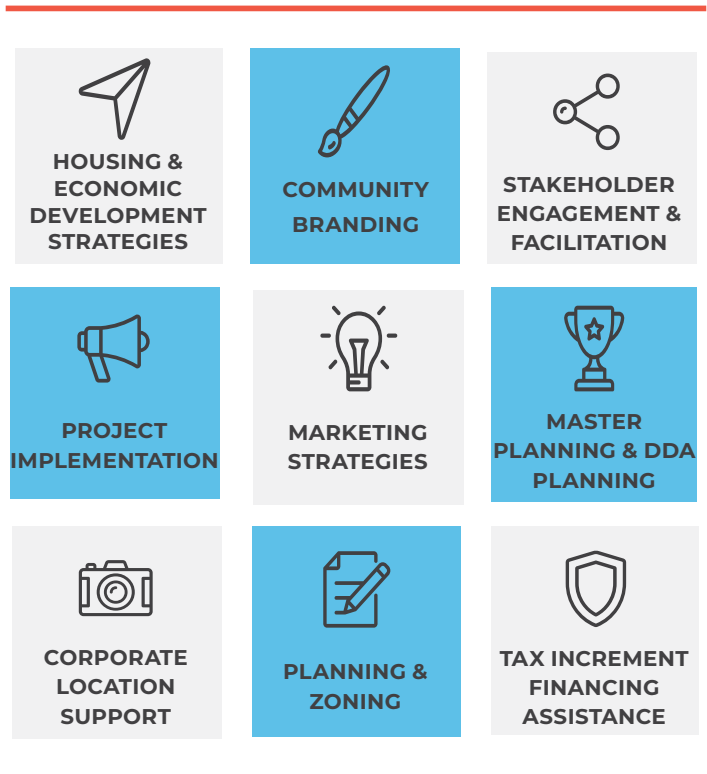 HOUSING &
ECONOMIC
DEVELOPMENT
STRATEGIES
COMMUNITY
BRANDING
STAKEHOLDER
ENGAGEMENT &
FACILITATION
PROJECT
IMPLEMENTATION
MARKETING
STRATEGIES
MASTER
PLANNING & DDA
PLANNING
CORPORATE
LOCATION
SUPPORT
PLANNING &
ZONING
TAX INCREMENT
FINANCING
ASSISTANCE